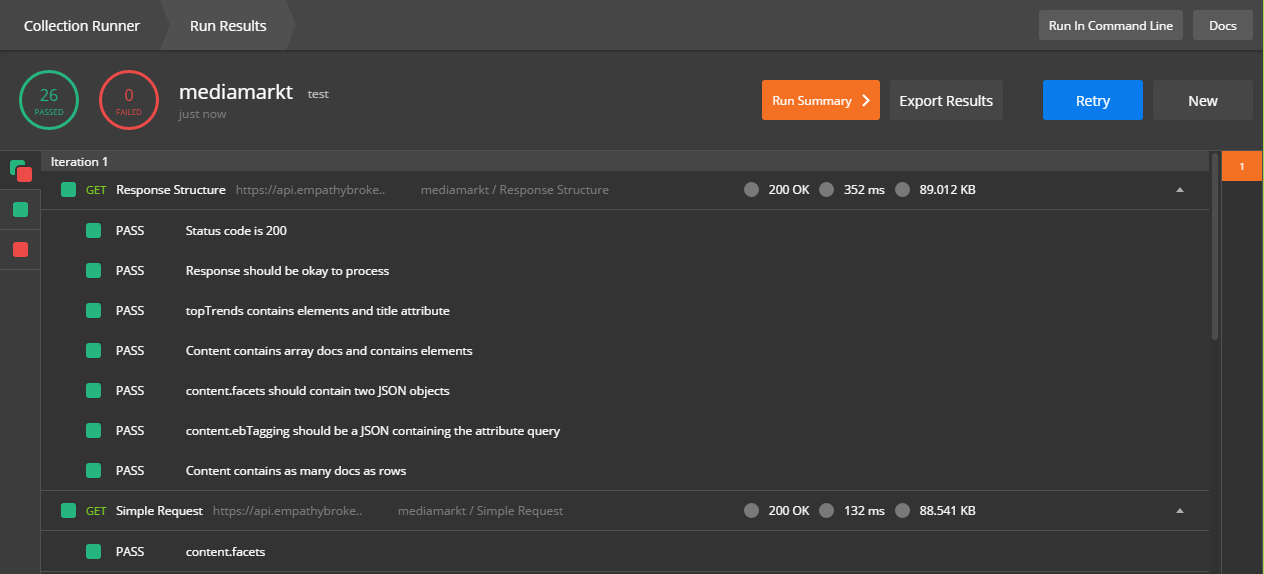 Collection Runner Run Results Run In Command Line Docs
26 PASSED 0 FAILED mediamarkt test Run Summary Export Results Retry New
just now
Iteration 1 1
GET Response Structure https://api.empathybroke.. mediamarkt / Response Structure 200 OK 352 ms 89.012 KB
PASS Status code is 200
PASS Response should be okay to process
PASS topTrends contains elements and title attribute
PASS Content contains array docs and contains elements
PASS content.facets should contain two JSON objects
PASS content.ebTagging should be a JSON containing the attribute query
PASS Content contains as many docs as rows
GET Simple Request https://api.empathybroke.. mediamarkt / Simple Request 200 OK 132 ms 88.541 KB
PASS content.facets